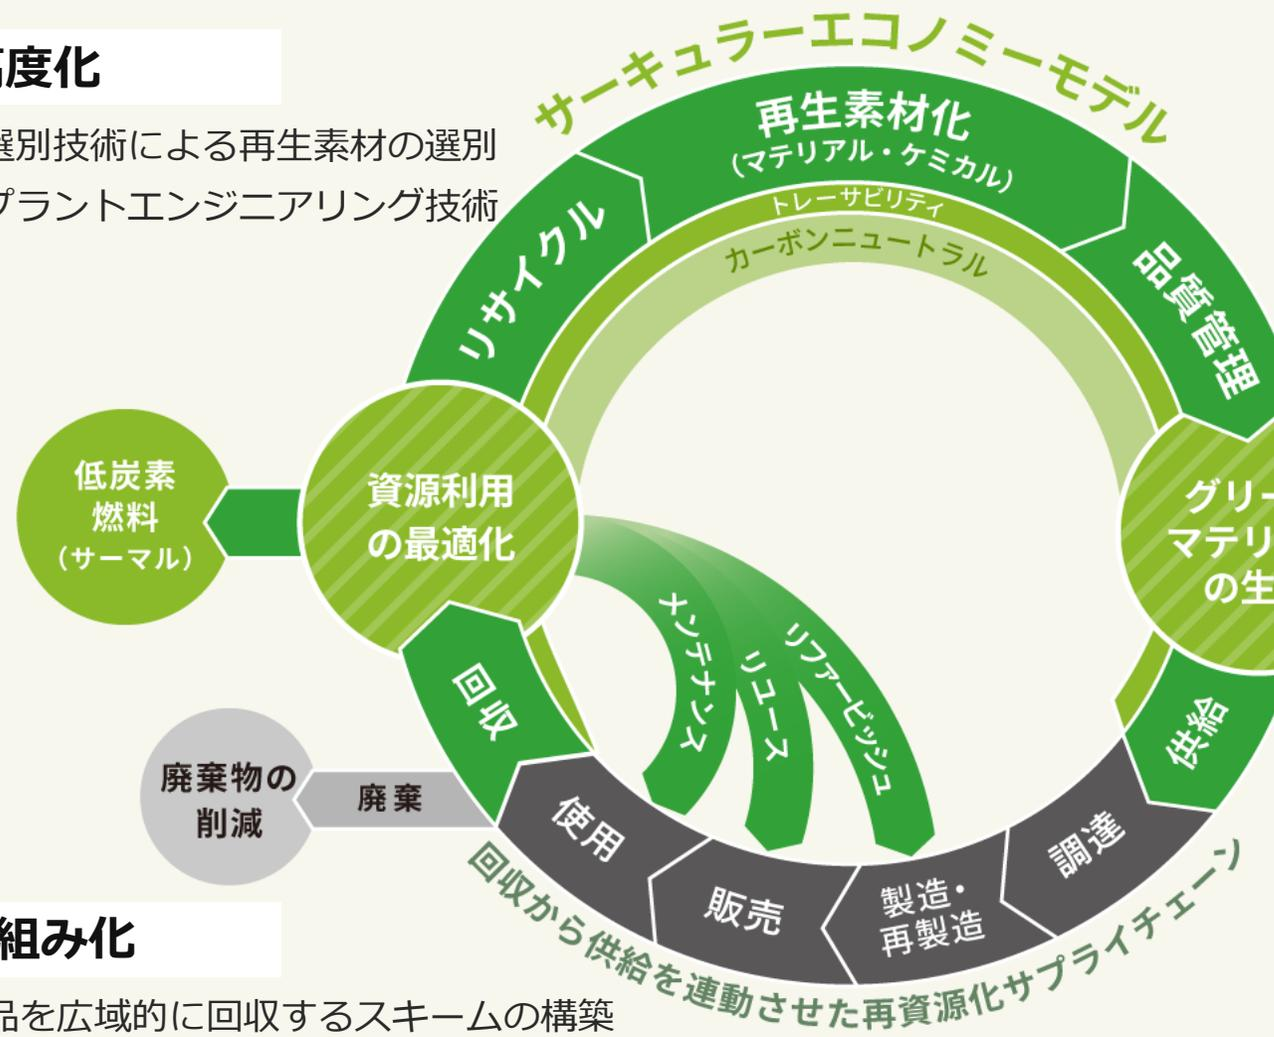 度化
選別技術による再生素材の選別
プラントエンジニアリング技術
サーキュラーエコノミーモデル
再生素材化
（マテリアル・ケミカル）
トレーサビリティ
カーボンニュートラル
リサイクル
品質管理
低炭素
燃料
（サーマル）
資源利用
の最適化
グリー
マテリ
の生
メンテナンス
リユース
リファービッシュ
回収
供給
廃棄物の
削減
廃棄
使用
販売
製造・
再製造
調達
回収から供給を連動させた再資源化サプライチェーン
組み化
品を広域的に回収するスキームの構築